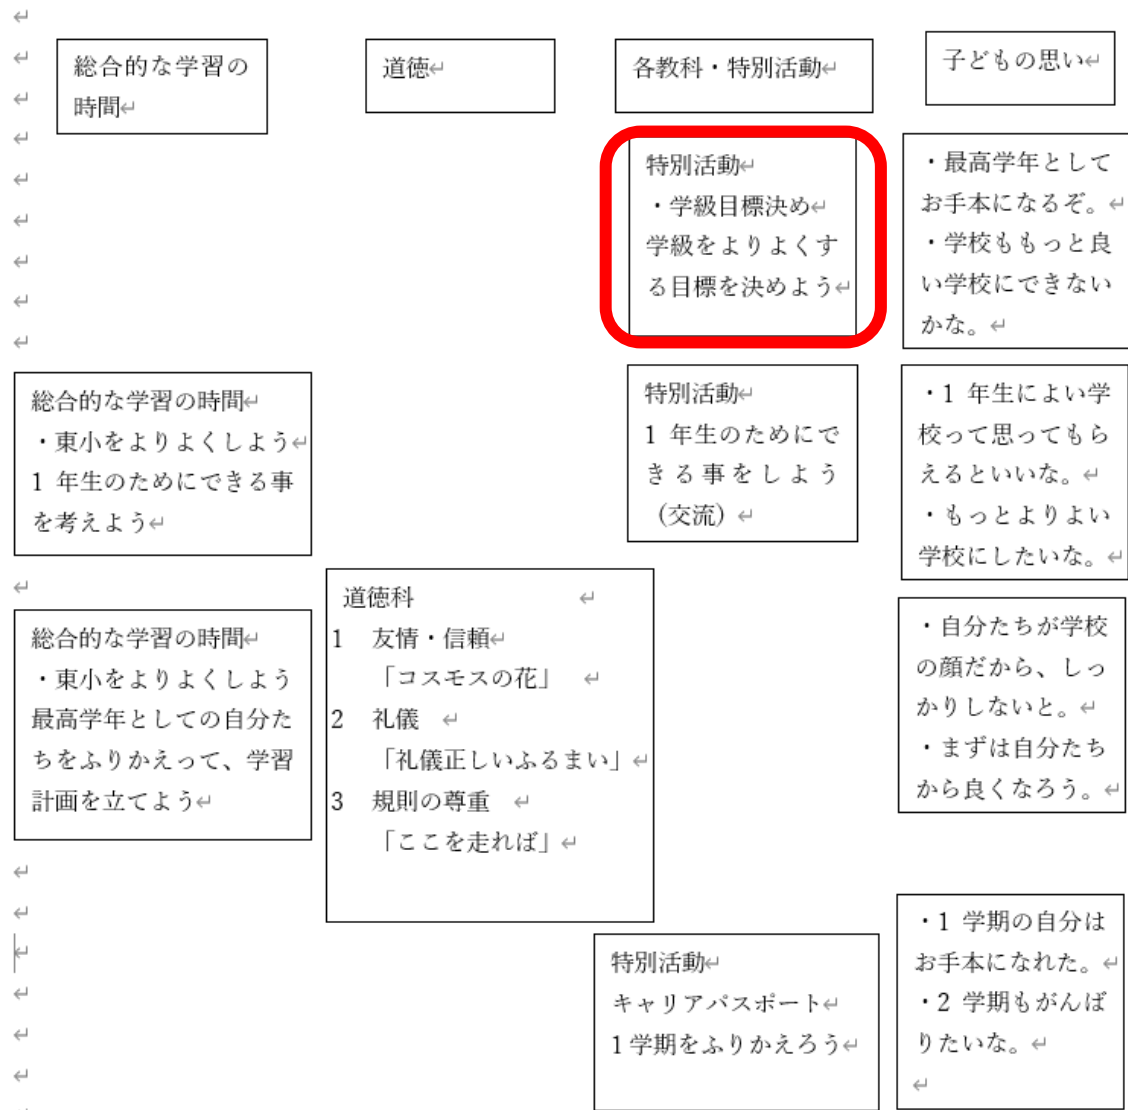 総合的な学習の
時間
道徳
各教科・特別活動
子どもの思い
特別活動
・学級目標決め
学級をよりよくす
る目標を決めよう
・最高学年として
お手本になるぞ。
・学校ももっと良
い学校にできない
かな。
総合的な学習の時間
・東小をよりよくしよう
1 年生のためにできる事
を考えよう
特別活動
1 年生のためにで
きる事をしよう
(交流)
・1 年生によい学
校って思ってもら
えるといいな。
・もっとよりよい
学校にしたいな。
総合的な学習の時間
・東小をよりよくしよう
最高学年としての自分た
ちをふりかえって、学習
計画を立てよう
道徳科
1 友情・信頼
「コスモスの花」
2 礼儀
「礼儀正しいふるまい」
3 規則の尊重
「ここを走れば」
・自分たちが学校
の顔だから、しっ
かりしないと。
・まずは自分たち
から良くなろう。
特別活動
キャリアパスポート
1学期をふりかえろう
・1 学期の自分は
お手本になれた。
・2 学期もがんば
りたいな。